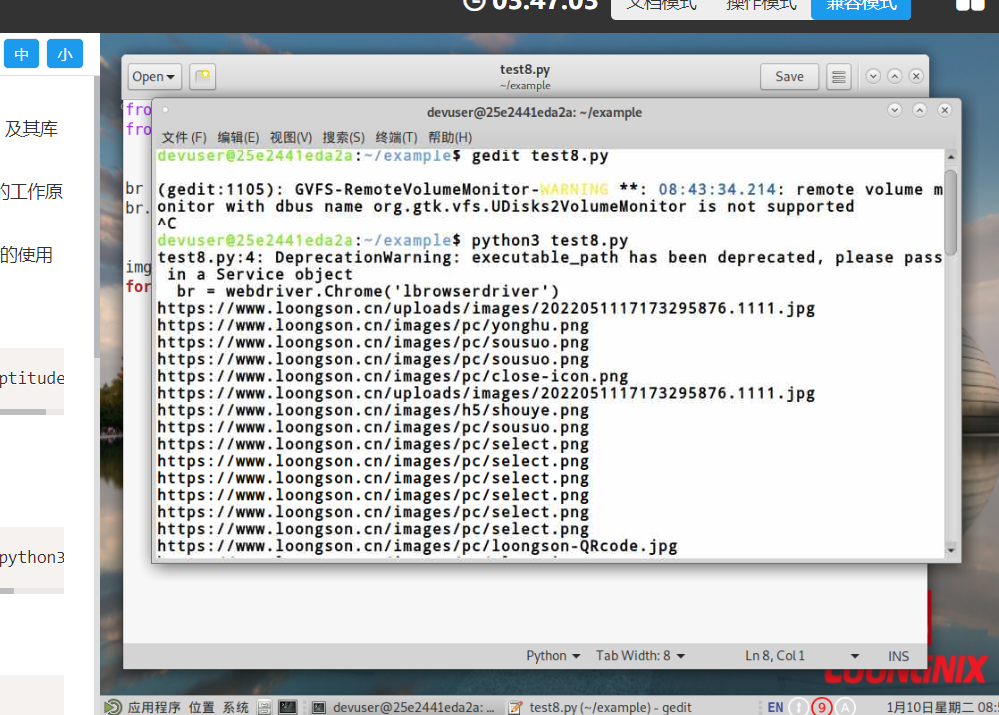 03:47:03
文档模式 操作模式 兼容模式
中 小
及其库
的工作原
的使用
ptitude
python3
Open
test8.py
~/example
Save
fro
fro
br
br.
img
for
devuser@25e2441eda2a: ~/example
文件(F) 编辑(E) 视图(V) 搜索(S) 终端(T) 帮助(H)
devuser@25e2441eda2a:~/example$ gedit test8.py
(gedit:1105): GVFS-RemoteVolumeMonitor-WARNING **: 08:43:34.214: remote volume m
onitor with dbus name org.gtk.vfs.UDisks2VolumeMonitor is not supported
^C
devuser@25e2441eda2a:~/example$ python3 test8.py
test8.py:4: DeprecationWarning: executable_path has been deprecated, please pass
in a Service object
br = webdriver.Chrome('lbrowserdriver')
https://www.loongson.cn/uploads/images/2022051117173295876.1111.jpg
https://www.loongson.cn/images/pc/yonghu.png
https://www.loongson.cn/images/pc/sousuo.png
https://www.loongson.cn/images/pc/sousuo.png
https://www.loongson.cn/images/pc/close-icon.png
https://www.loongson.cn/uploads/images/2022051117173295876.1111.jpg
https://www.loongson.cn/images/h5/shouye.png
https://www.loongson.cn/images/pc/sousuo.png
https://www.loongson.cn/images/pc/select.png
https://www.loongson.cn/images/pc/select.png
https://www.loongson.cn/images/pc/select.png
https://www.loongson.cn/images/pc/select.png
https://www.loongson.cn/images/pc/select.png
https://www.loongson.cn/images/pc/select.png
https://www.loongson.cn/images/pc/loongson-QRcode.jpg
Python Tab Width: 8 Ln 8, Col 1 INS
LOONGNIX
应用程序 位置 系统 devuser@25e2441eda2a: ... test8.py (~/example) - gedit EN 1 9 A 1月10日星期二 08:5